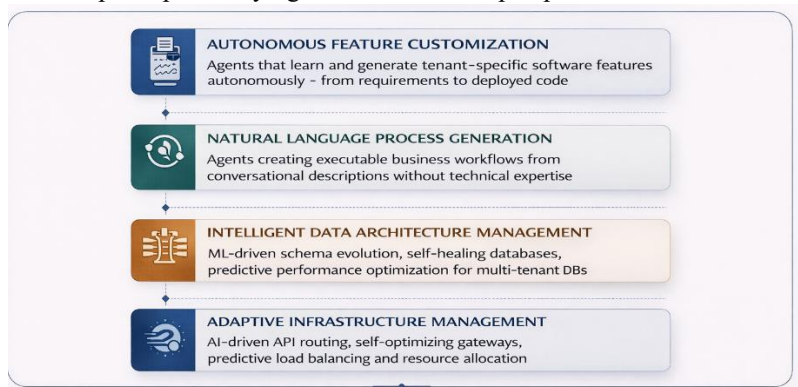 AUTONOMOUS FEATURE CUSTOMIZATION
Agents that learn and generate tenant-specific software features
autonomously - from requirements to deployed code
NATURAL LANGUAGE PROCESS GENERATION
Agents creating executable business workflows from
conversational descriptions without technical expertise
INTELLIGENT DATA ARCHITECTURE MANAGEMENT
ML-driven schema evolution, self-healing databases,
predictive performance optimization for multi-tenant DBs
ADAPTIVE INFRASTRUCTURE MANAGEMENT
AI-driven API routing, self-optimizing gateways,
predictive load balancing and resource allocation